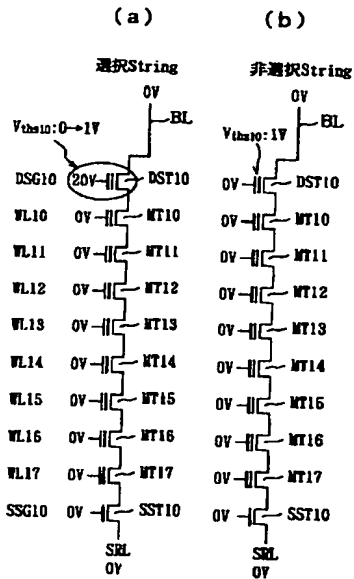 (a) (b)
選択String 非選択String
0V 0V
BL BL
Vths10:0→1V Vths10:1V
DSG10 20V DST10 0V DST10
WL10 0V MT10 0V MT10
WL11 0V MT11 0V MT11
WL12 0V MT12 0V MT12
WL13 0V MT13 0V MT13
WL14 0V MT14 0V MT14
WL15 0V MT15 0V MT15
WL16 0V MT16 0V MT16
WL17 0V MT17 0V MT17
SSG10 0V SST10 0V SST10
SRL SRL
0V 0V